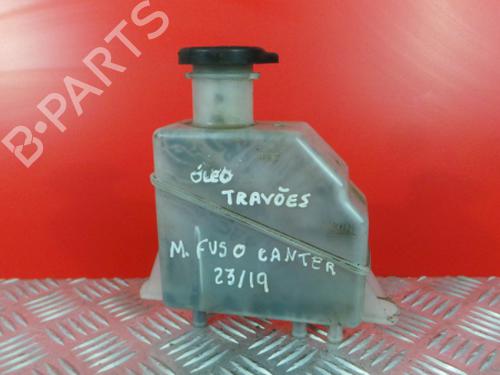 B-PARTS
ÓLEO
TRAVÕES
M. FUSO CANTER
23/19